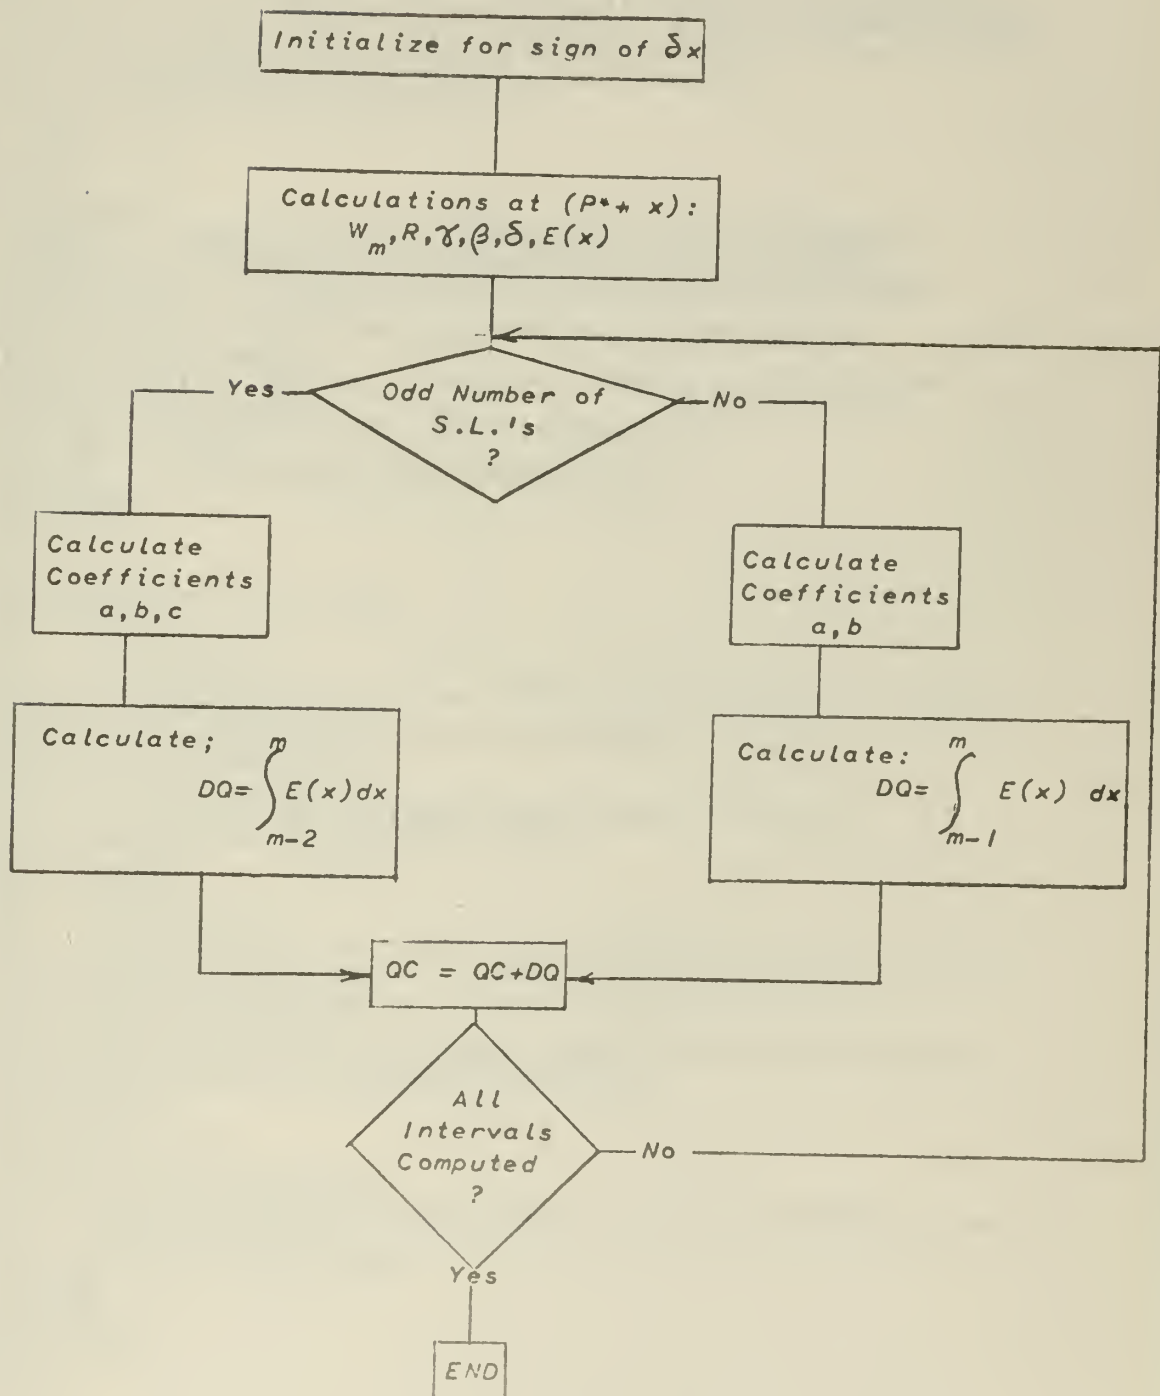 Initialize for sign of δx
Calculations at (P*+ x):
W_m, R, γ, β, δ, E(x)
Odd Number of
S.L.'s
?
Yes
No
Calculate
Coefficients
a,b,c
Calculate
Coefficients
a,b
Calculate;
DQ= ∫_{m-2}^{m} E(x)dx
Calculate:
DQ= ∫_{m-1}^{m} E(x) dx
QC = QC+DQ
All
Intervals
Computed
?
No
Yes
END